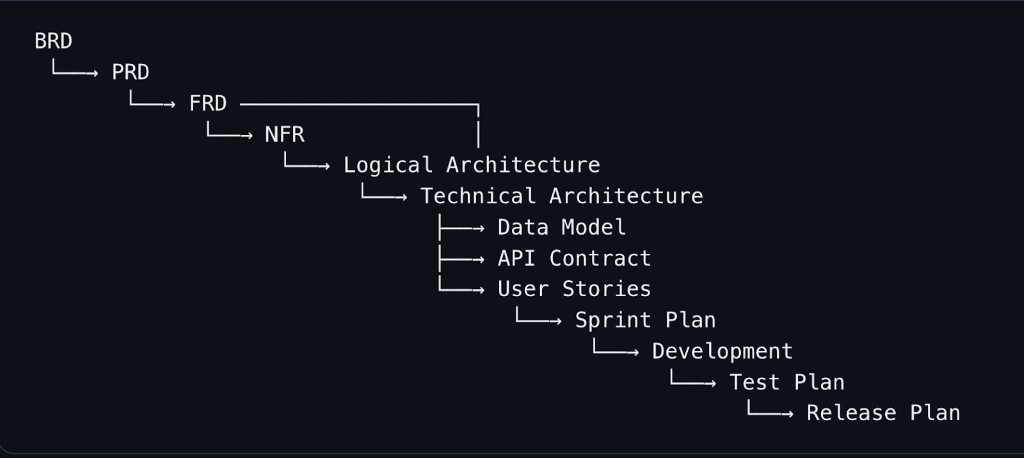 BRD
└──→ PRD
└──→ FRD ───────────────┐
└──→ NFR │
└──→ Logical Architecture
└──→ Technical Architecture
├──→ Data Model
├──→ API Contract
└──→ User Stories
└──→ Sprint Plan
└──→ Development
└──→ Test Plan
└──→ Release Plan